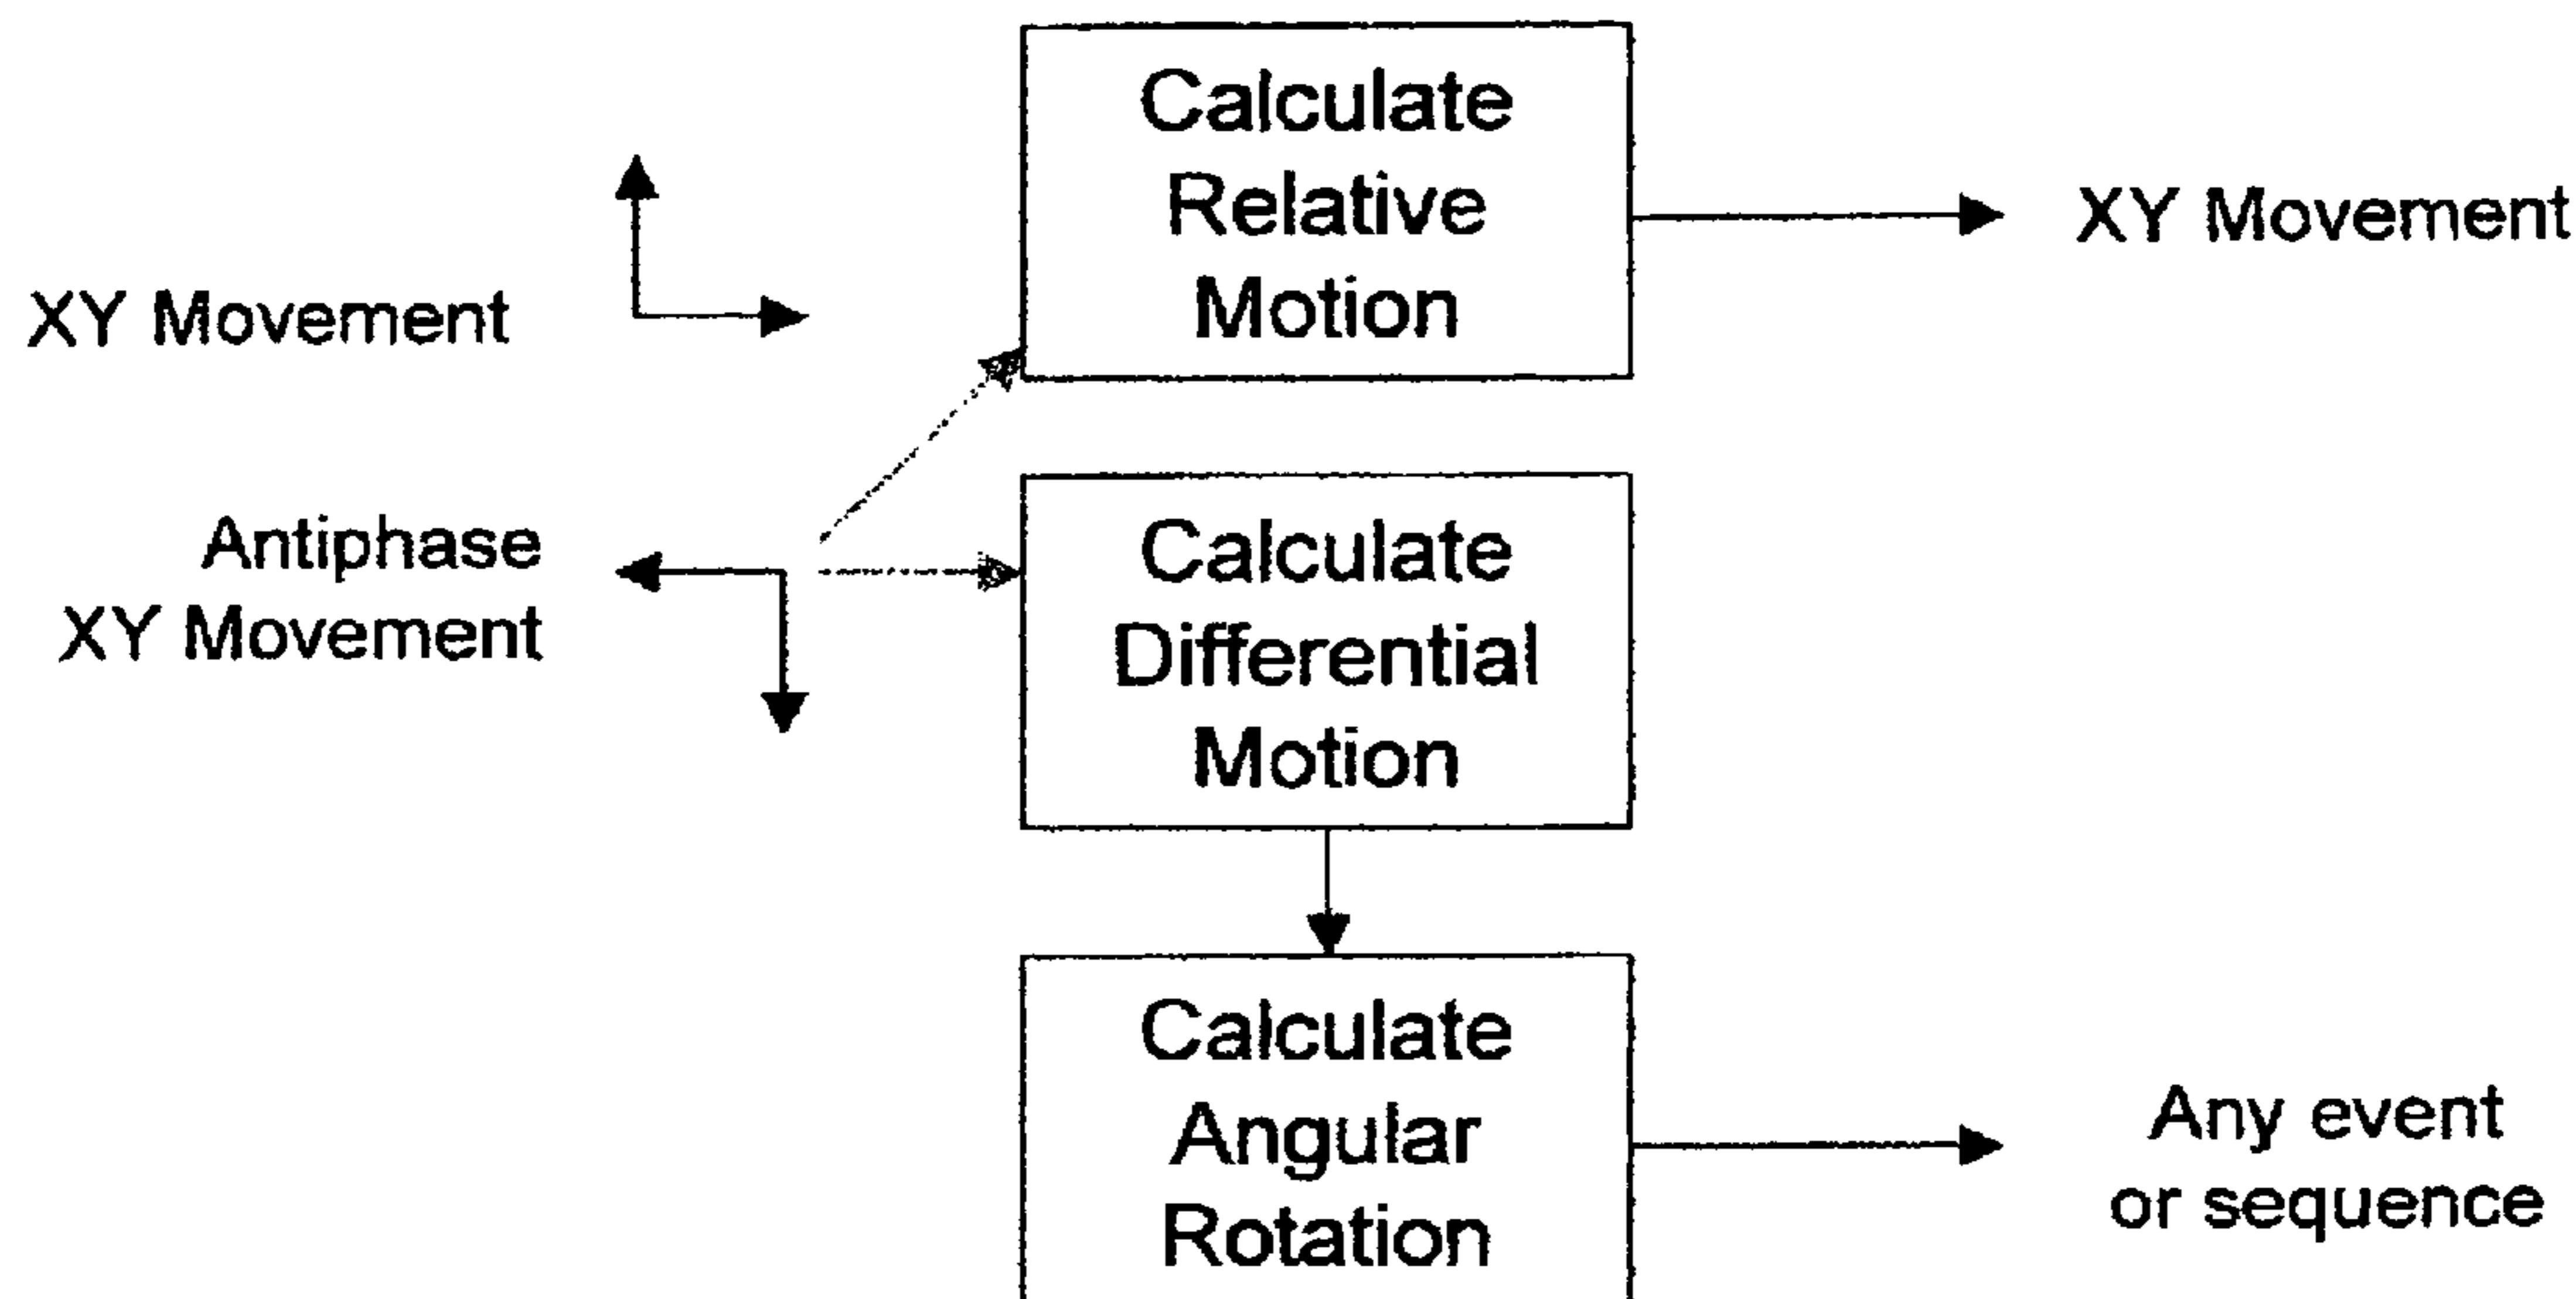 Calculate
Relative
Motion
XY Movement
XY Movement
Antiphase
XY Movement
Calculate
Differential
Motion
Calculate
Angular
Rotation
Any event
or sequence